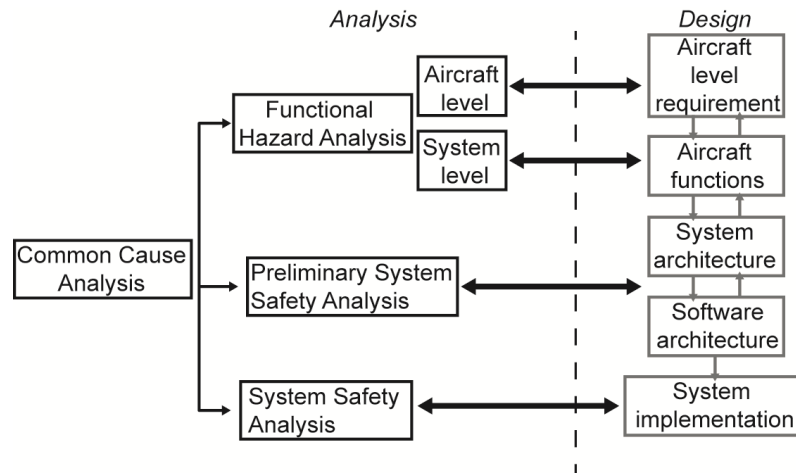 Analysis
Design
Aircraft
level
Functional
Hazard Analysis
System
level
Common Cause
Analysis
Preliminary System
Safety Analysis
System Safety
Analysis
Aircraft
level
requirement
Aircraft
functions
System
architecture
Software
architecture
System
implementation